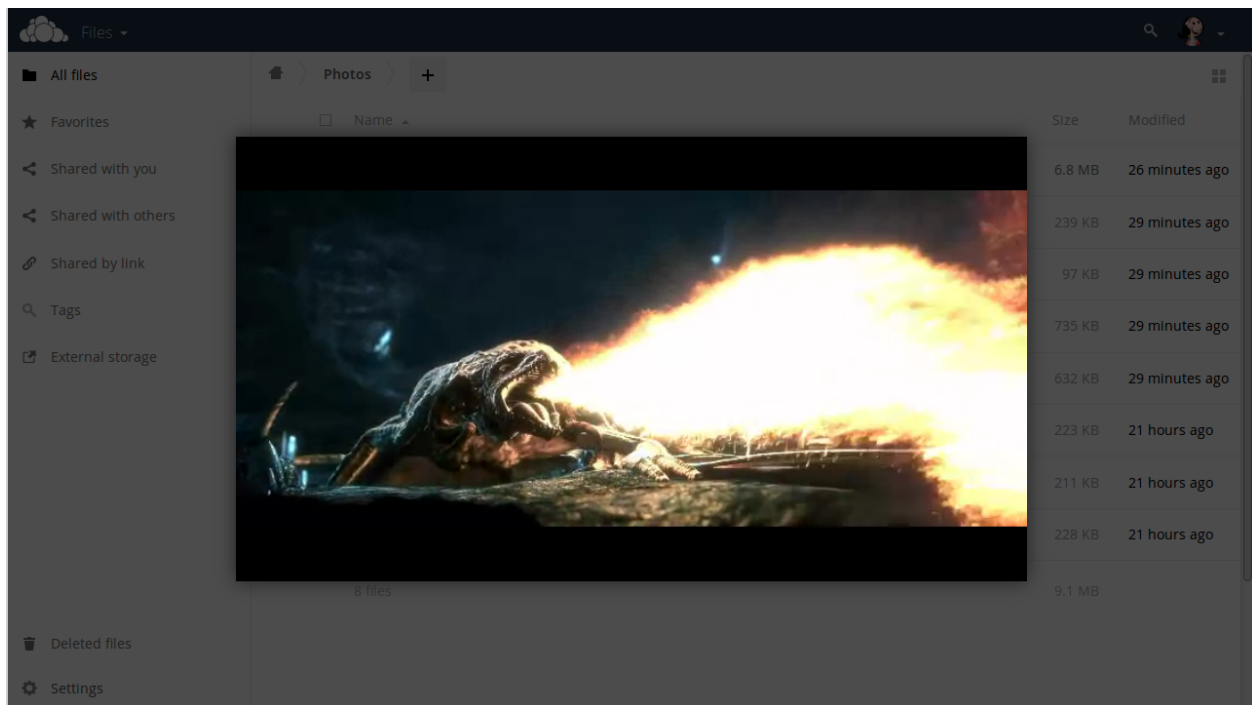 Files
All files
Photos +
Name Size Modified
Favorites
Shared with you
6.8 MB 26 minutes ago
Shared with others
239 KB 29 minutes ago
Shared by link
97 KB 29 minutes ago
Tags
735 KB 29 minutes ago
External storage
632 KB 29 minutes ago
223 KB 21 hours ago
211 KB 21 hours ago
228 KB 21 hours ago
8 files 9.1 MB
Deleted files
Settings